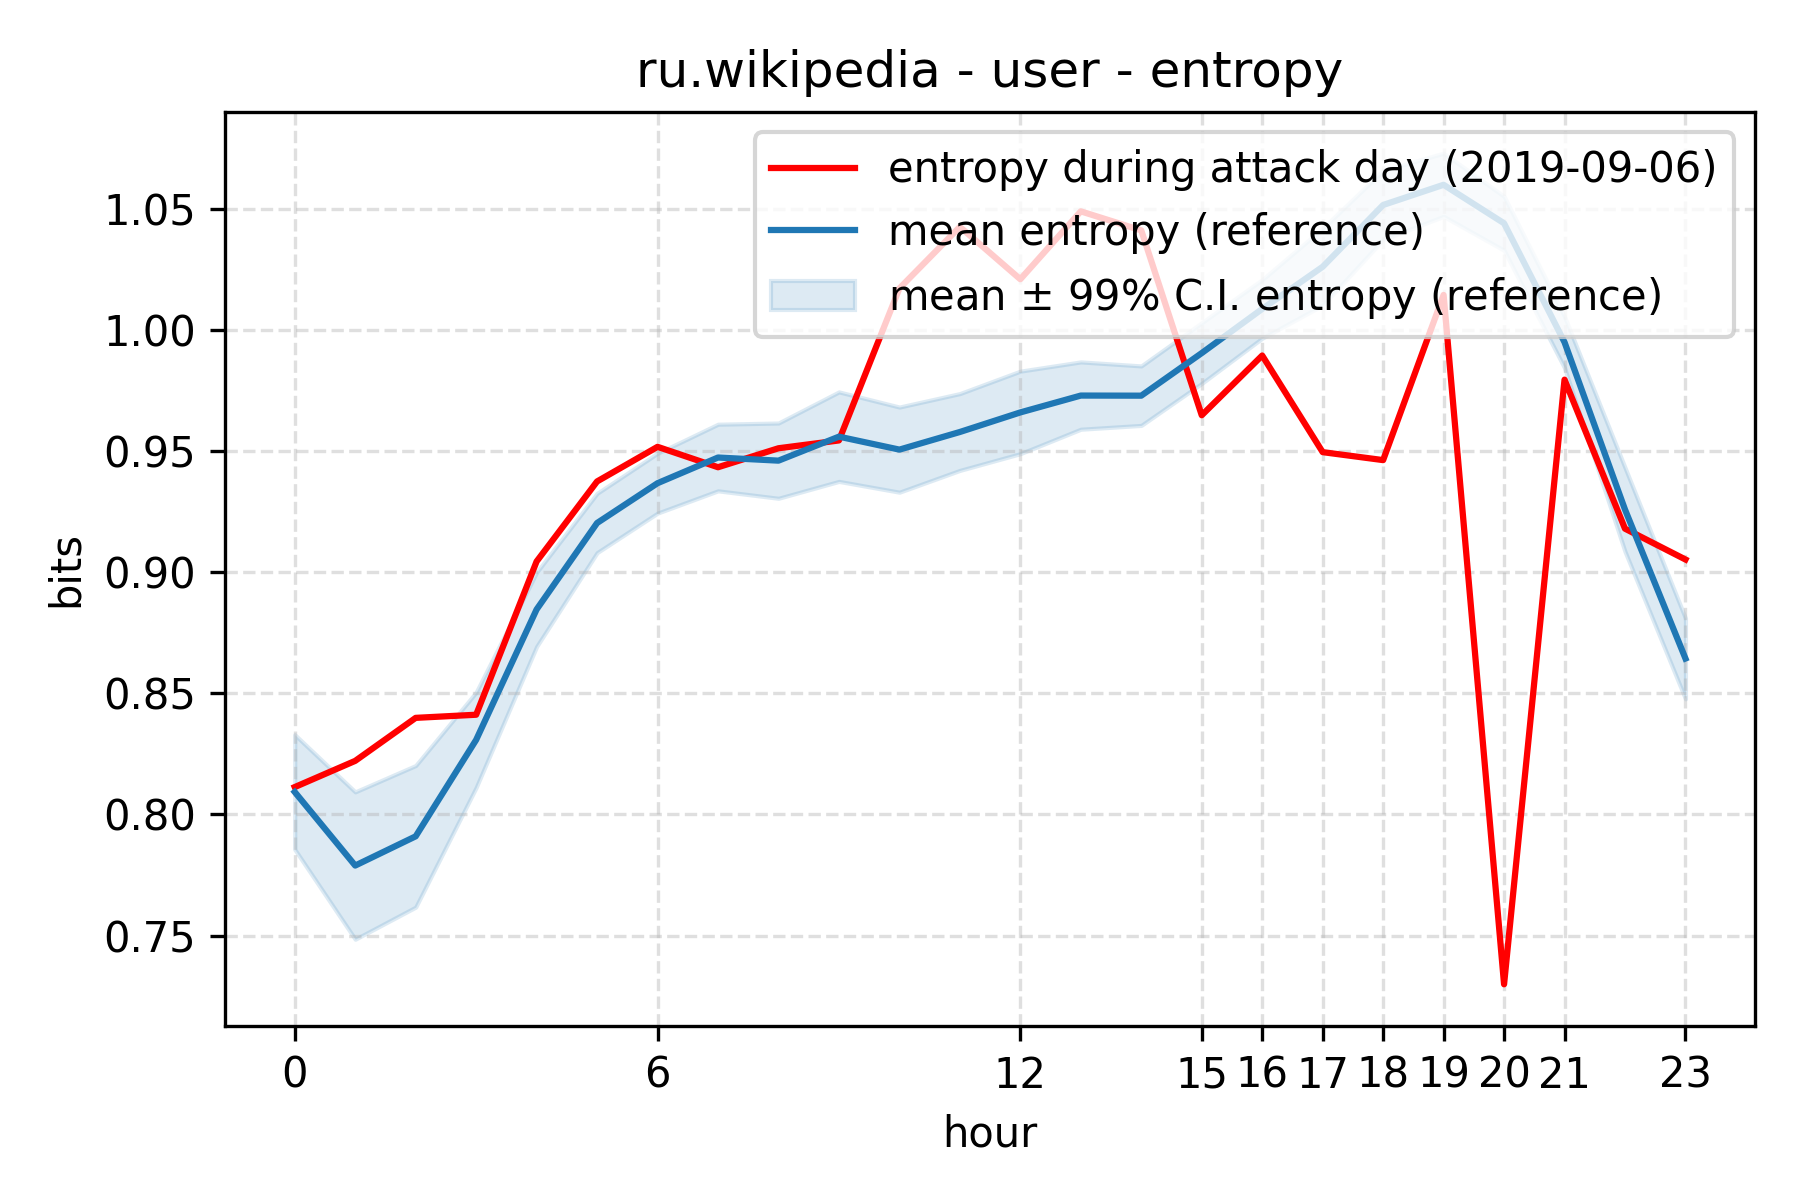 ru.wikipedia - user - entropy
entropy during attack day (2019-09-06)
mean entropy (reference)
mean ± 99% C.I. entropy (reference)
1.05
1.00
0.95
0.90
0.85
0.80
0.75
bits
0 6 12 15 16 17 18 19 20 21 23
hour